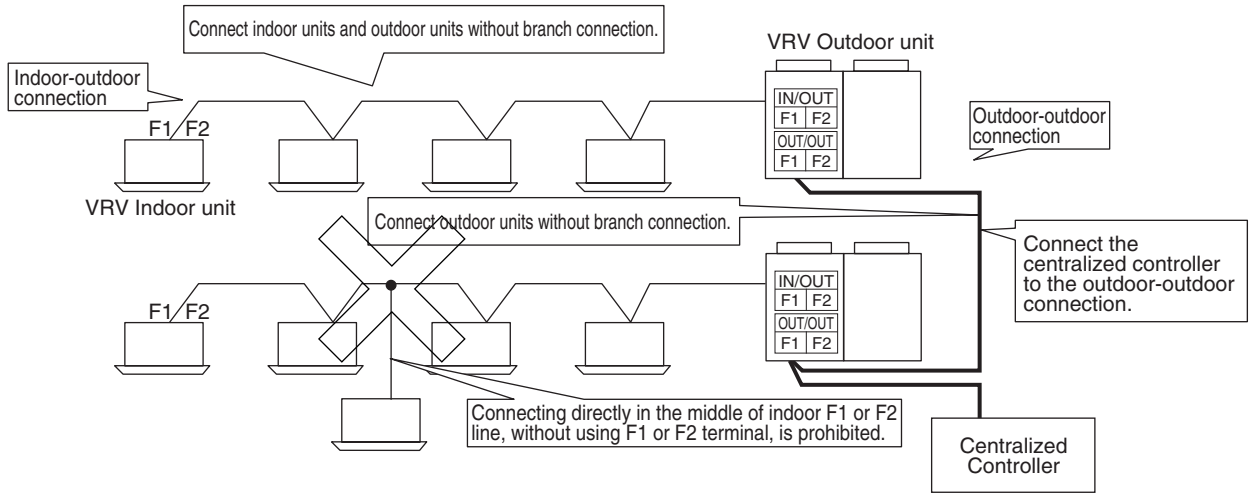 Connect indoor units and outdoor units without branch connection.
VRV Outdoor unit
Indoor-outdoor
connection
F1 F2
IN/OUT
F1 F2
OUT/OUT
F1 F2
Outdoor-outdoor
connection
VRV Indoor unit
Connect outdoor units without branch connection.
Connect the
centralized controller
to the outdoor-outdoor
connection.
F1 F2
IN/OUT
F1 F2
OUT/OUT
F1 F2
Connecting directly in the middle of indoor F1 or F2
line, without using F1 or F2 terminal, is prohibited.
Centralized
Controller